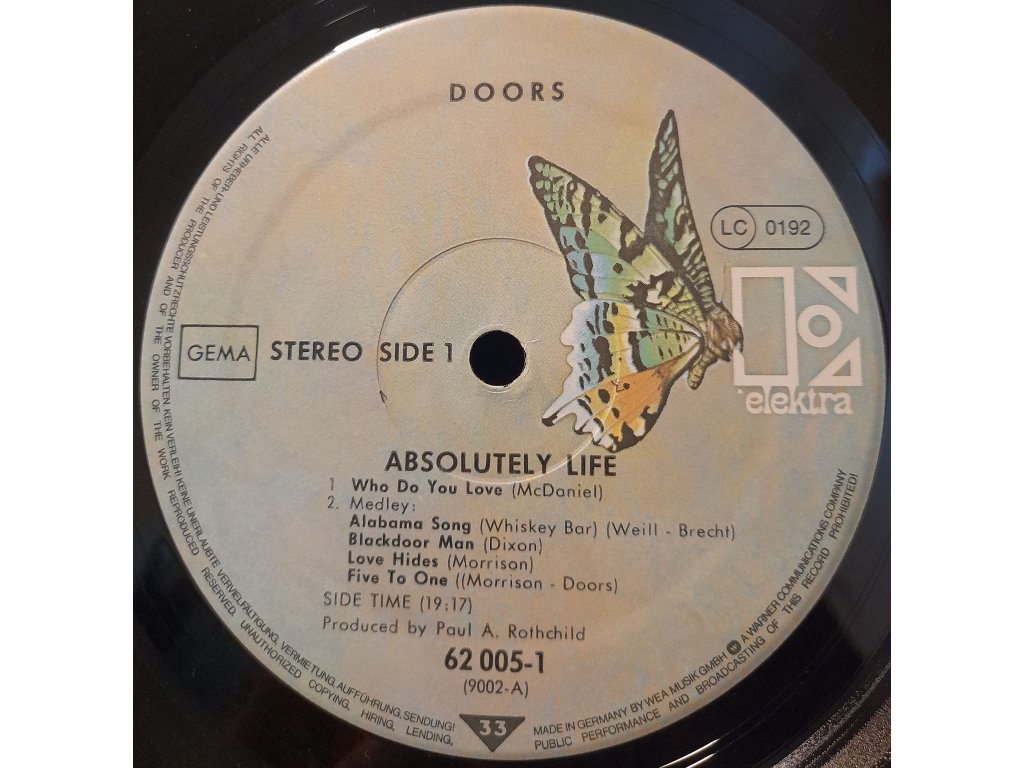 DOORS
LC 0192
elektra
GEMA
STEREO SIDE 1
ABSOLUTELY LIFE
1 Who Do You Love (McDaniel)
2. Medley:
Alabama Song (Whiskey Bar) (Weill - Brecht)
Blackdoor Man (Dixon)
Love Hides (Morrison)
Five To One ((Morrison - Doors)
SIDE TIME (19:17)
Produced by Paul A. Rothchild
62 005-1
(9002-A)
33
ALLE URHEBER- UND LEISTUNGSSCHUTZRECHTE VORBEHALTEN. KEIN VERLEIH! KEINE UNERLAUBTE VERVIELFÄLTIGUNG, VERMIETUNG, AUFFÜHRUNG, SENDUNG!
ALL RIGHTS OF THE PRODUCER AND OF THE OWNER OF THE WORK REPRODUCED RESERVED. UNAUTHORIZED COPYING, HIRING, LENDING,
MADE IN GERMANY BY WEA MUSIK GMBH A WARNER COMMUNICATIONS COMPANY
PUBLIC PERFORMANCE AND BROADCASTING OF THIS RECORD PROHIBITED!